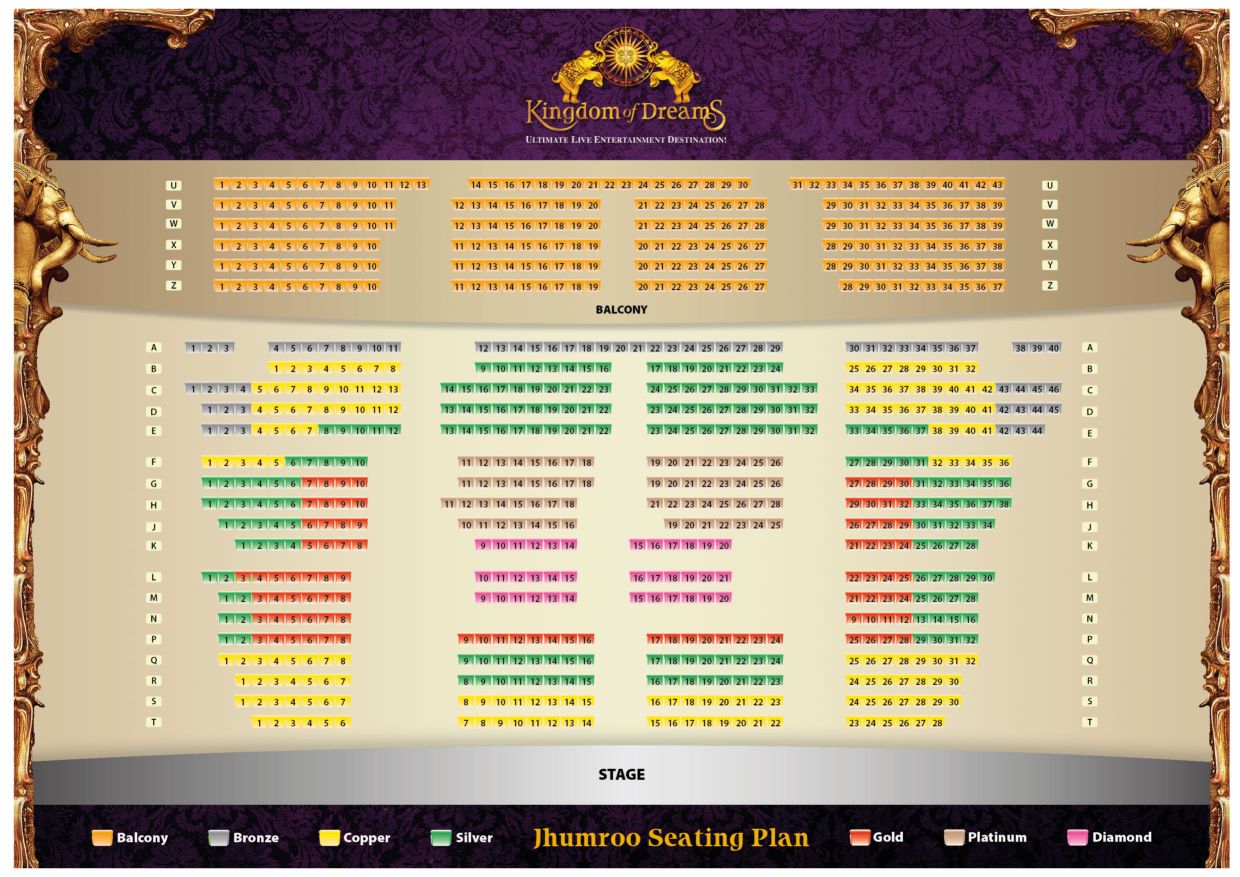 Kingdom of Dreams
ULTIMATE LIVE ENTERTAINMENT DESTINATION!
U 1 2 3 4 5 6 7 8 9 10 11 12 13 14 15 16 17 18 19 20 21 22 23 24 25 26 27 28 29 30 31 32 33 34 35 36 37 38 39 40 41 42 43 U
V 1 2 3 4 5 6 7 8 9 10 11 12 13 14 15 16 17 18 19 20 21 22 23 24 25 26 27 28 29 30 31 32 33 34 35 36 37 38 39 V
W 1 2 3 4 5 6 7 8 9 10 11 12 13 14 15 16 17 18 19 20 21 22 23 24 25 26 27 28 29 30 31 32 33 34 35 36 37 38 39 W
X 1 2 3 4 5 6 7 8 9 10 11 12 13 14 15 16 17 18 19 20 21 22 23 24 25 26 27 28 29 30 31 32 33 34 35 36 37 38 X
Y 1 2 3 4 5 6 7 8 9 10 11 12 13 14 15 16 17 18 19 20 21 22 23 24 25 26 27 28 29 30 31 32 33 34 35 36 37 38 Y
Z 1 2 3 4 5 6 7 8 9 10 11 12 13 14 15 16 17 18 19 20 21 22 23 24 25 26 27 28 29 30 31 32 33 34 35 36 37 Z
BALCONY
A 1 2 3 4 5 6 7 8 9 10 11 12 13 14 15 16 17 18 19 20 21 22 23 24 25 26 27 28 29 30 31 32 33 34 35 36 37 38 39 40 A
B 1 2 3 4 5 6 7 8 9 10 11 12 13 14 15 16 17 18 19 20 21 22 23 24 25 26 27 28 29 30 31 32 B
C 1 2 3 4 5 6 7 8 9 10 11 12 13 14 15 16 17 18 19 20 21 22 23 24 25 26 27 28 29 30 31 32 33 34 35 36 37 38 39 40 41 42 43 44 45 46 C
D 1 2 3 4 5 6 7 8 9 10 11 12 13 14 15 16 17 18 19 20 21 22 23 24 25 26 27 28 29 30 31 32 33 34 35 36 37 38 39 40 41 42 43 44 45 D
E 1 2 3 4 5 6 7 8 9 10 11 12 13 14 15 16 17 18 19 20 21 22 23 24 25 26 27 28 29 30 31 32 33 34 35 36 37 38 39 40 41 42 43 44 E
F 1 2 3 4 5 6 7 8 9 10 11 12 13 14 15 16 17 18 19 20 21 22 23 24 25 26 27 28 29 30 31 32 33 34 35 36 F
G 1 2 3 4 5 6 7 8 9 10 11 12 13 14 15 16 17 18 19 20 21 22 23 24 25 26 27 28 29 30 31 32 33 34 35 36 G
H 1 2 3 4 5 6 7 8 9 10 11 12 13 14 15 16 17 18 21 22 23 24 25 26 27 28 29 30 31 32 33 34 35 36 37 38 H
J 1 2 3 4 5 6 7 8 9 10 11 12 13 14 15 16 19 20 21 22 23 24 25 26 27 28 29 30 31 32 33 34 J
K 1 2 3 4 5 6 7 8 9 10 11 12 13 14 15 16 17 18 19 20 21 22 23 24 25 26 27 28 K
L 1 2 3 4 5 6 7 8 9 10 11 12 13 14 15 16 17 18 19 20 21 22 23 24 25 26 27 28 29 30 L
M 1 2 3 4 5 6 7 8 9 10 11 12 13 14 15 16 17 18 19 20 21 22 23 24 25 26 27 28 M
N 1 2 3 4 5 6 7 8 9 10 11 12 13 14 15 16 N
P 1 2 3 4 5 6 7 8 9 10 11 12 13 14 15 16 17 18 19 20 21 22 23 24 25 26 27 28 29 30 31 32 P
Q 1 2 3 4 5 6 7 8 9 10 11 12 13 14 15 16 17 18 19 20 21 22 23 24 25 26 27 28 29 30 31 32 Q
R 1 2 3 4 5 6 7 8 9 10 11 12 13 14 15 16 17 18 19 20 21 22 23 24 25 26 27 28 29 30 R
S 1 2 3 4 5 6 7 8 9 10 11 12 13 14 15 16 17 18 19 20 21 22 23 24 25 26 27 28 29 30 S
T 1 2 3 4 5 6 7 8 9 10 11 12 13 14 15 16 17 18 19 20 21 22 23 24 25 26 27 28 T
STAGE
Balcony Bronze Copper Silver Jhumroo Seating Plan Gold Platinum Diamond